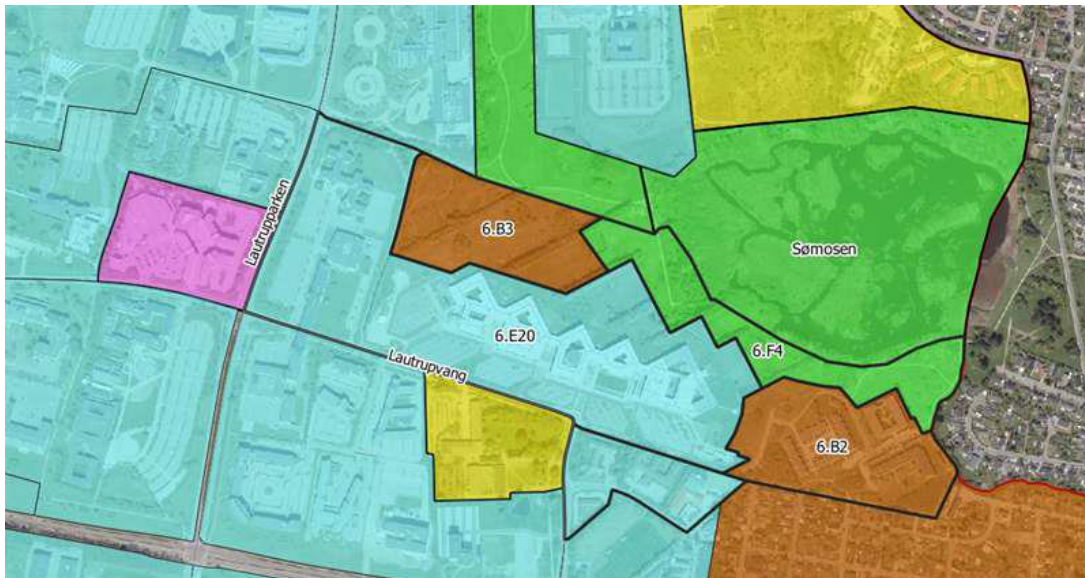 6.B3
Lautrupparken
Sømosen
6.E20
6.F4
Lautrupvang
6.B2